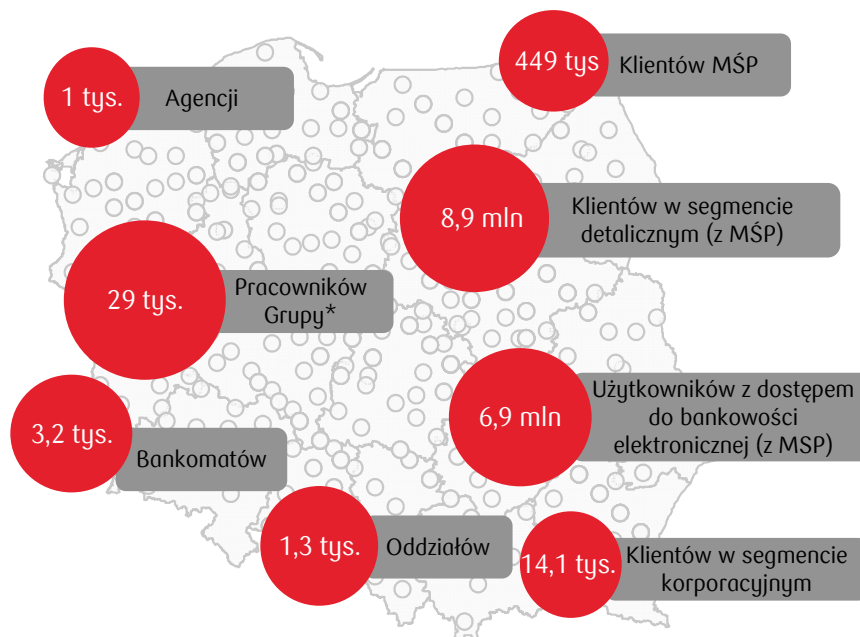 1 tys.
Agencji
449 tys
Klientów MŚP
8,9 mln
Klientów w segmencie
detalicznym (z MŚP)
29 tys.
Pracowników
Grupy*
6,9 mln
Użytkowników z dostępem
do bankowości
elektronicznej (z MSP)
3,2 tys.
Bankomatów
1,3 tys.
Oddziałów
14,1 tys.
Klientów w segmencie
korporacyjnym